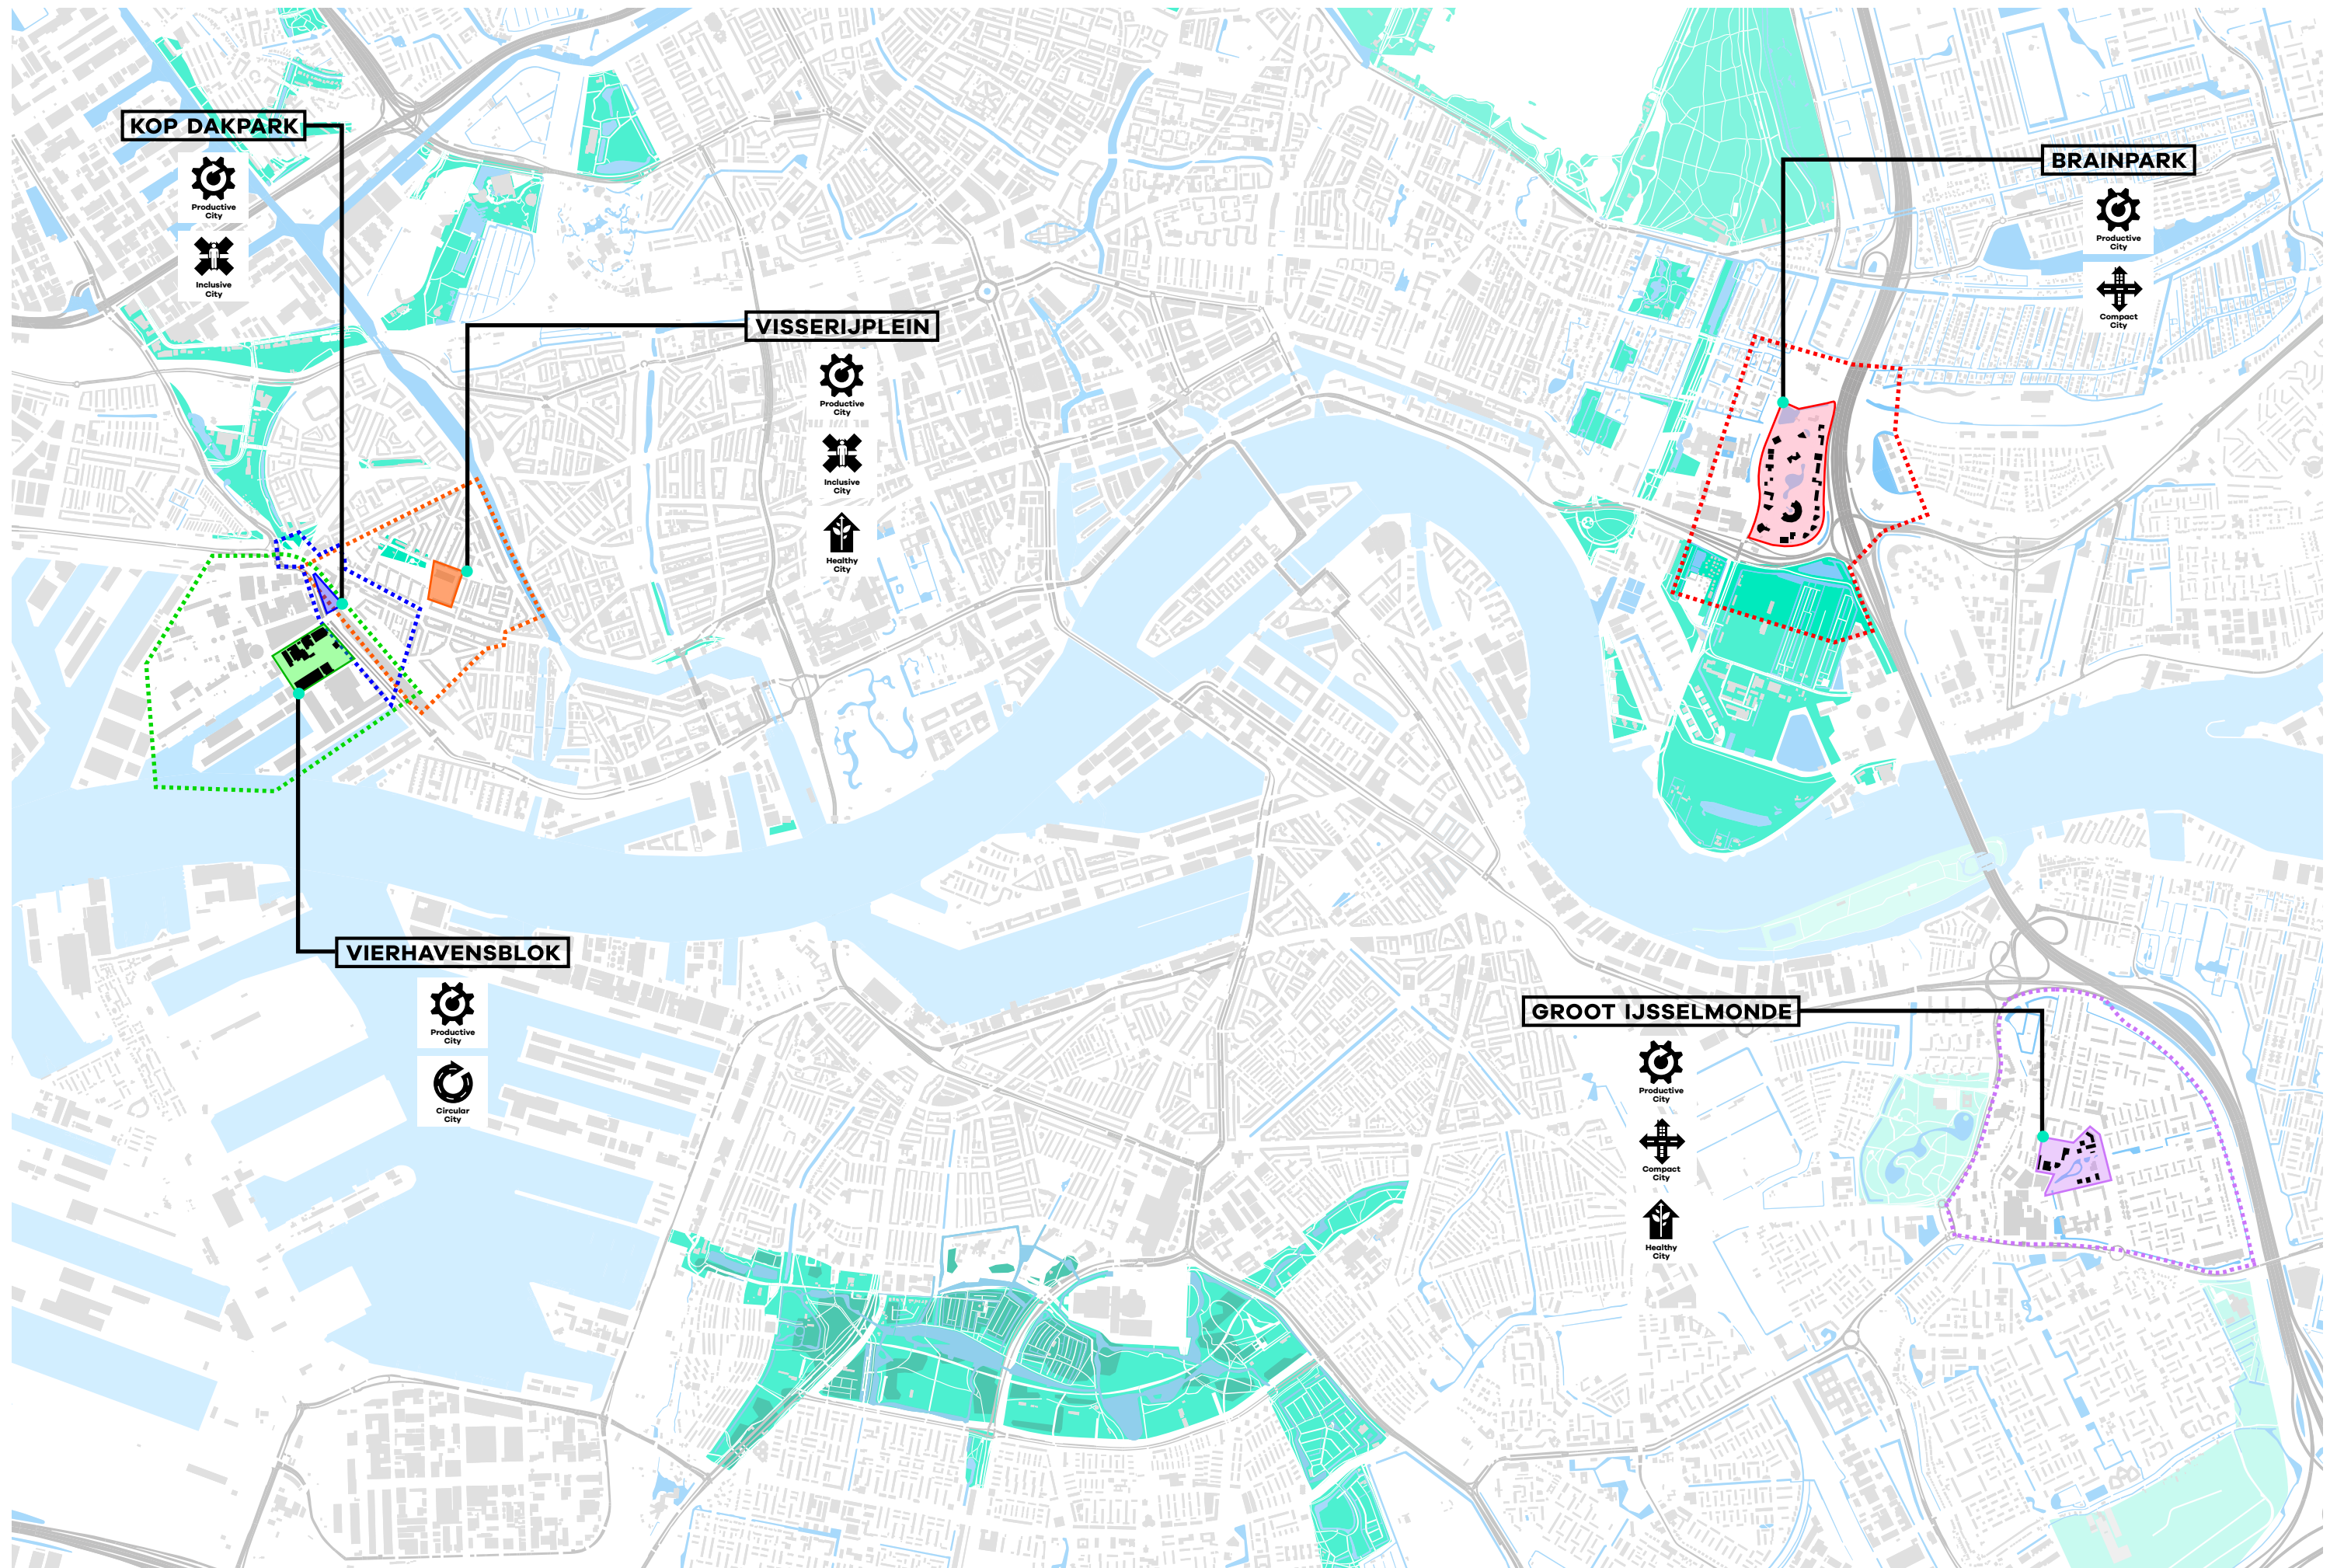 KOP DAKPARK
Productive
City
Inclusive
City
VISSERIJPLEIN
Productive
City
Inclusive
City
Healthy
City
BRAINPARK
Productive
City
Compact
City
VIERHAVENSBLOK
Productive
City
Circular
City
GROOT IJSSELMONDE
Productive
City
Compact
City
Healthy
City